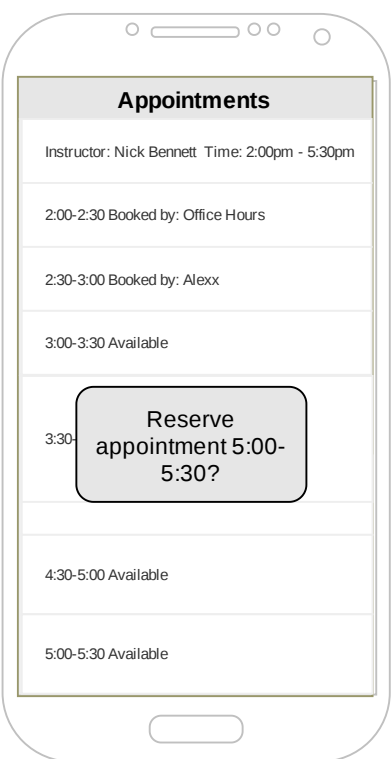 Appointments
Instructor: Nick Bennett  Time: 2:00pm - 5:30pm
2:00-2:30 Booked by: Office Hours
2:30-3:00 Booked by: Alexx
3:00-3:30 Available
3:30-
Reserve
appointment 5:00-
5:30?
4:30-5:00 Available
5:00-5:30 Available